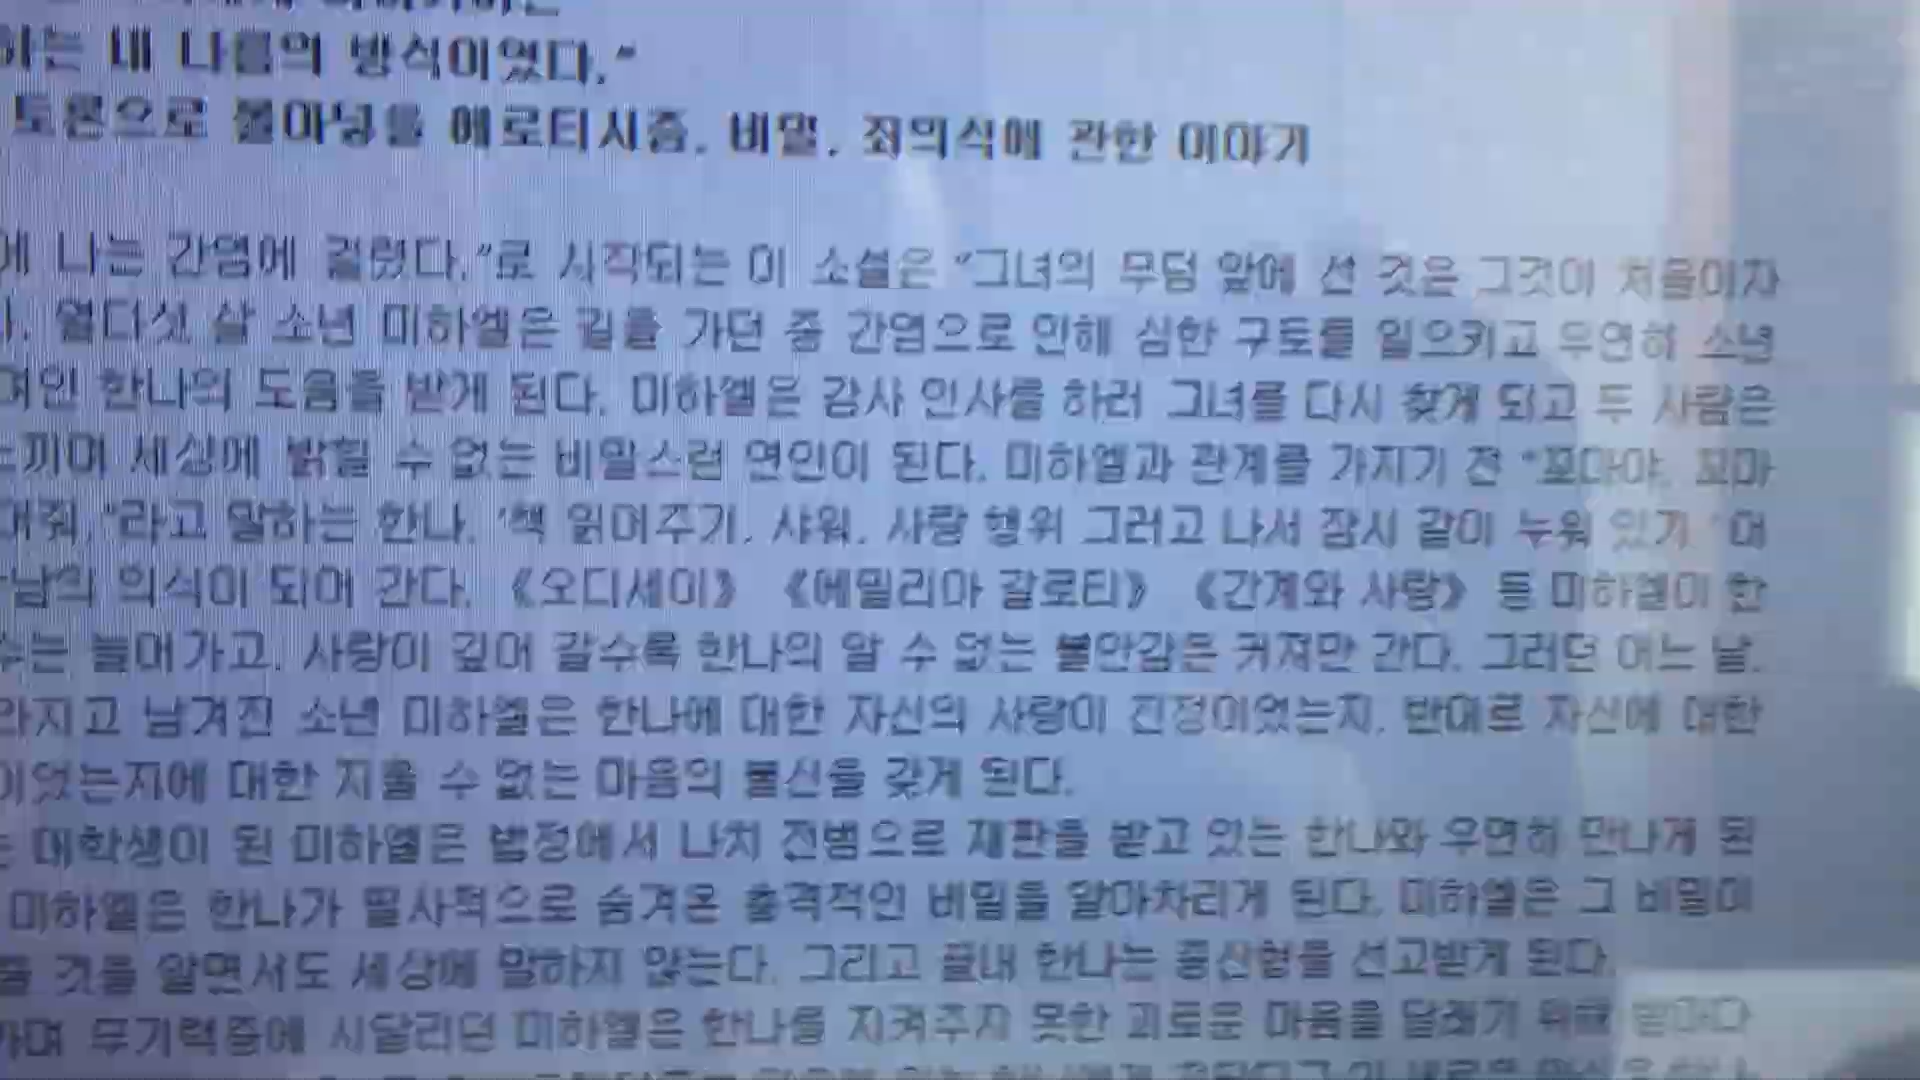 하는 내 나름의 방식이었다."
토론으로 몰아넣을 에로티시즘, 비밀, 죄의식에 관한 이야기
에 나는 간염에 걸렸다."로 시작되는 이 소설은 "그녀의 무덤 앞에 선 것은 그것이 처음이자
열다섯 살 소년 미하엘은 길을 가던 중 간염으로 인해 심한 구토를 일으키고 우연히 소년
여인 한나의 도움을 받게 된다. 미하엘은 감사 인사를 하러 그녀를 다시 찾게 되고 두 사람은
느끼며 세상에 밝힐 수 없는 비밀스런 연인이 된다. 미하엘과 관계를 가지기 전 "꼬마야, 꼬마
어줘."라고 말하는 한나. '책 읽어주기, 샤워, 사랑 행위 그러고 나서 잠시 같이 누워 있기'
만남의 의식이 되어 간다. 《오디세이》 《에밀리아 갈로티》 《간계와 사랑》 등 미하엘이 한
수는 늘어가고, 사랑이 깊어 갈수록 한나의 알 수 없는 불안감은 커져만 간다. 그러던 어느 날,
라지고 남겨진 소년 미하엘은 한나에 대한 자신의 사랑이 진정이었는지, 반대로 자신에 대한
이었는지에 대한 지울 수 없는 마음의 불신을 갖게 된다.
대학생이 된 미하엘은 법정에서 나치 전범으로 재판을 받고 있는 한나와 우연히 만나게 된
미하엘은 한나가 필사적으로 숨겨온 충격적인 비밀을 알아차리게 된다. 미하엘은 그 비밀이
것을 알면서도 세상에 말하지 않는다. 그리고 끝내 한나는 종신형을 선고받게 된다.
하며 무기력증에 시달리던 미하엘은 한나를 지켜주지 못한 괴로운 마음을 달래기 위해